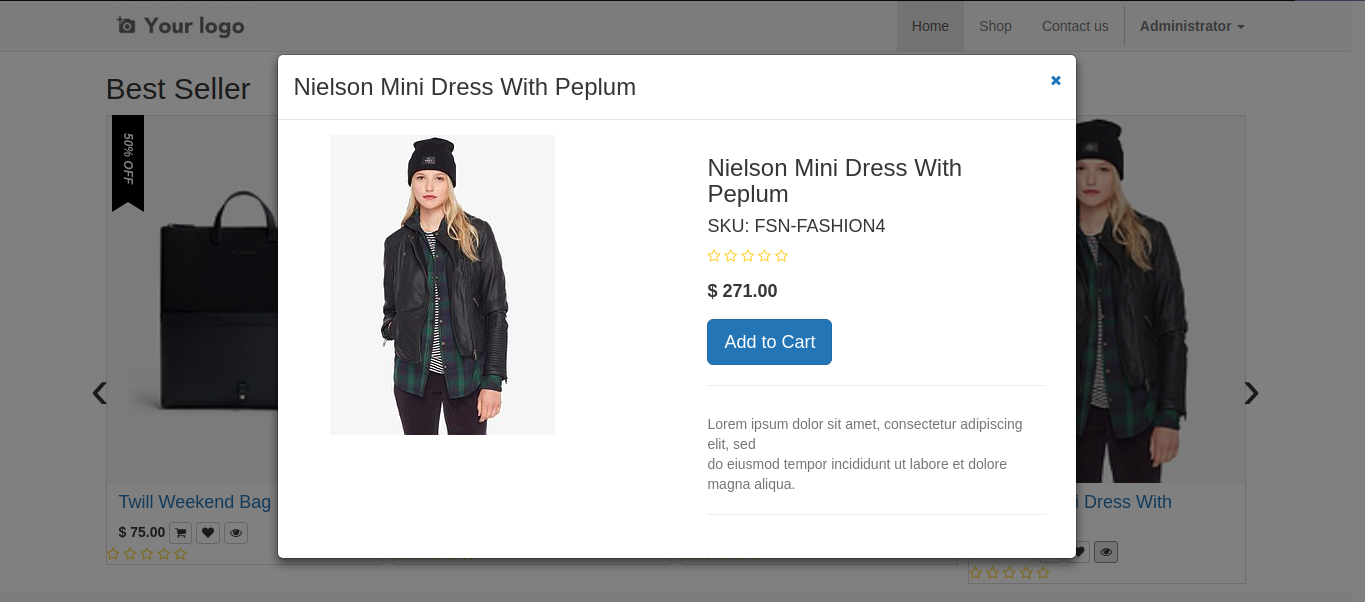 Your logo
Home
Shop
Contact us
Administrator
Best Seller
Nielson Mini Dress With Peplum
50% OFF
Nielson Mini Dress With
Peplum
SKU: FSN-FASHION4
$ 271.00
Add to Cart
Lorem ipsum dolor sit amet, consectetur adipiscing
elit, sed
do eiusmod tempor incididunt ut labore et dolore
magna aliqua.
Twill Weekend Bag
$ 75.00
Dress With